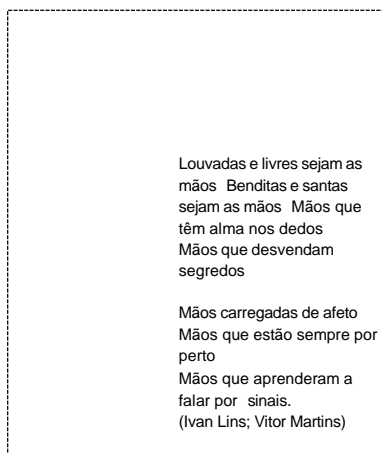 Louvadas e livres sejam as
mãos Benditas e santas
sejam as mãos Mãos que
têm alma nos dedos
Mãos que desvendam
segredos

Mãos carregadas de afeto
Mãos que estão sempre por
perto
Mãos que aprenderam a
falar por sinais.
(Ivan Lins; Vitor Martins)